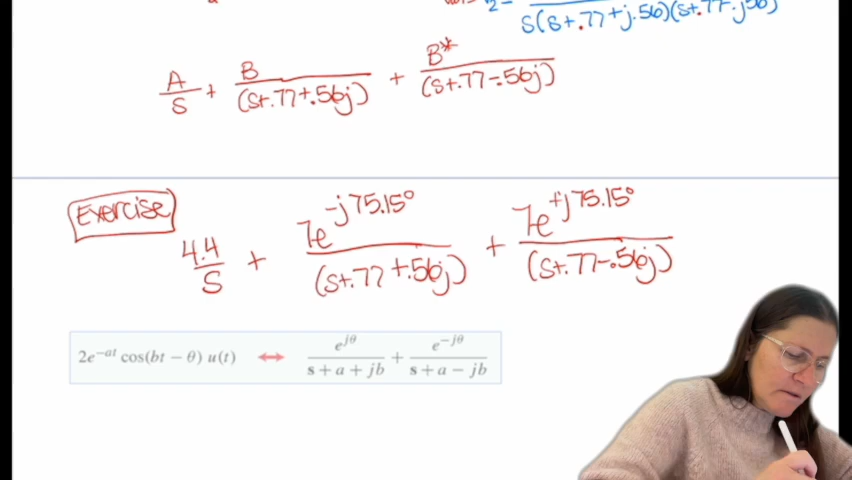 s(s+.77+j.56)(s+.77-j.56)
A/s + B/(s+.77+.56j) + B*/(s+.77-.56j)
Exercise
4.4/s + 7e^{-j75.15°}/(s+.77+.56j) + 7e^{+j75.15°}/(s+.77-.56j)
2e^{-at} cos(bt − θ) u(t) ↔ e^{jθ}/(s + a + jb) + e^{-jθ}/(s + a − jb)